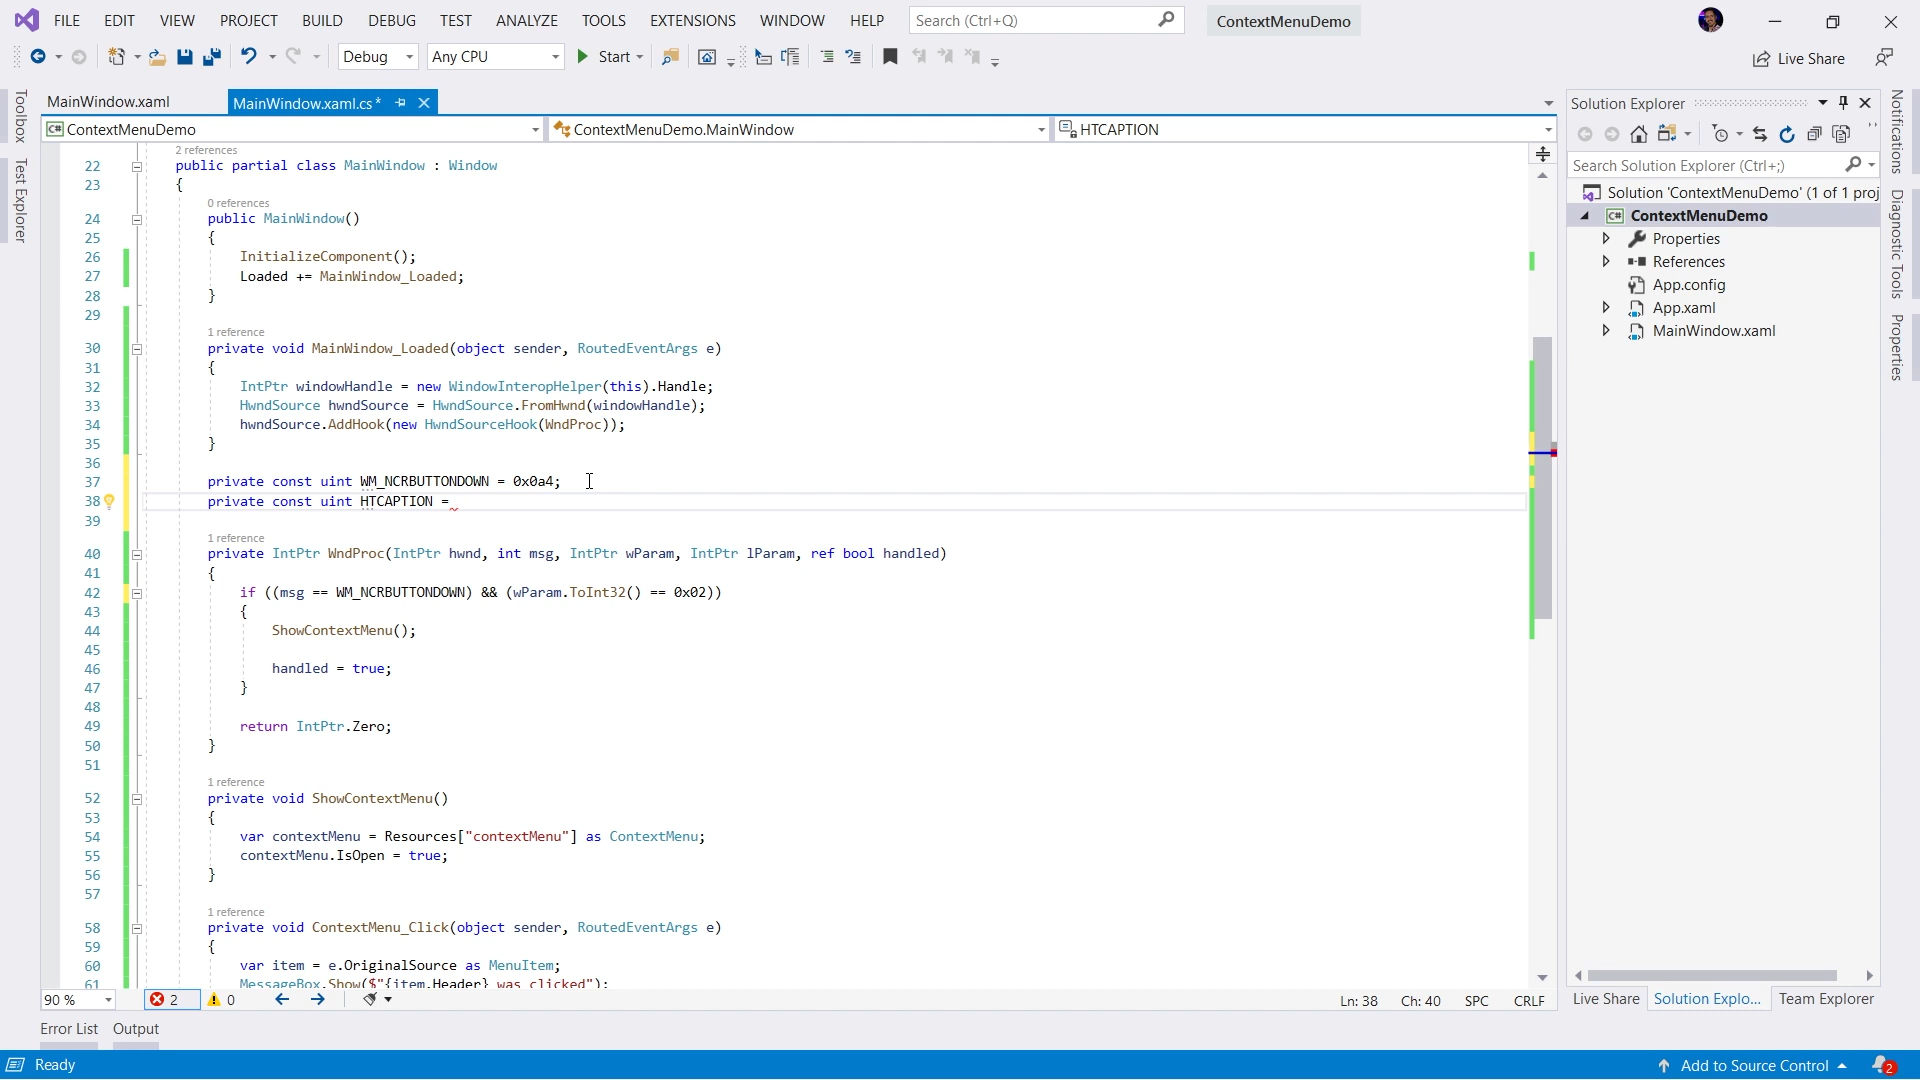 FILE EDIT VIEW PROJECT BUILD DEBUG TEST ANALYZE TOOLS EXTENSIONS WINDOW HELP Search (Ctrl+Q) ContextMenuDemo
Debug Any CPU Start Live Share
Toolbox
Test Explorer
MainWindow.xaml MainWindow.xaml.cs*
C# ContextMenuDemo ContextMenuDemo.MainWindow HTCAPTION
2 references
22 public partial class MainWindow : Window
23 {
0 references
24 public MainWindow()
25 {
26 InitializeComponent();
27 Loaded += MainWindow_Loaded;
28 }
29
1 reference
30 private void MainWindow_Loaded(object sender, RoutedEventArgs e)
31 {
32 IntPtr windowHandle = new WindowInteropHelper(this).Handle;
33 HwndSource hwndSource = HwndSource.FromHwnd(windowHandle);
34 hwndSource.AddHook(new HwndSourceHook(WndProc));
35 }
36
37 private const uint WM_NCRBUTTONDOWN = 0x0a4;
38 private const uint HTCAPTION =
39
1 reference
40 private IntPtr WndProc(IntPtr hwnd, int msg, IntPtr wParam, IntPtr lParam, ref bool handled)
41 {
42 if ((msg == WM_NCRBUTTONDOWN) && (wParam.ToInt32() == 0x02))
43 {
44 ShowContextMenu();
45
46 handled = true;
47 }
48
49 return IntPtr.Zero;
50 }
51
1 reference
52 private void ShowContextMenu()
53 {
54 var contextMenu = Resources["contextMenu"] as ContextMenu;
55 contextMenu.IsOpen = true;
56 }
57
1 reference
58 private void ContextMenu_Click(object sender, RoutedEventArgs e)
59 {
60 var item = e.OriginalSource as MenuItem;
61 MessageBox.Show($"{item.Header} was clicked");
90 % 2 0 Ln: 38 Ch: 40 SPC CRLF
Solution Explorer
Search Solution Explorer (Ctrl+;)
Solution 'ContextMenuDemo' (1 of 1 proj
C# ContextMenuDemo
Properties
References
App.config
App.xaml
MainWindow.xaml
Live Share Solution Explo... Team Explorer
Notifications
Diagnostic Tools
Properties
Error List Output
Ready Add to Source Control 2